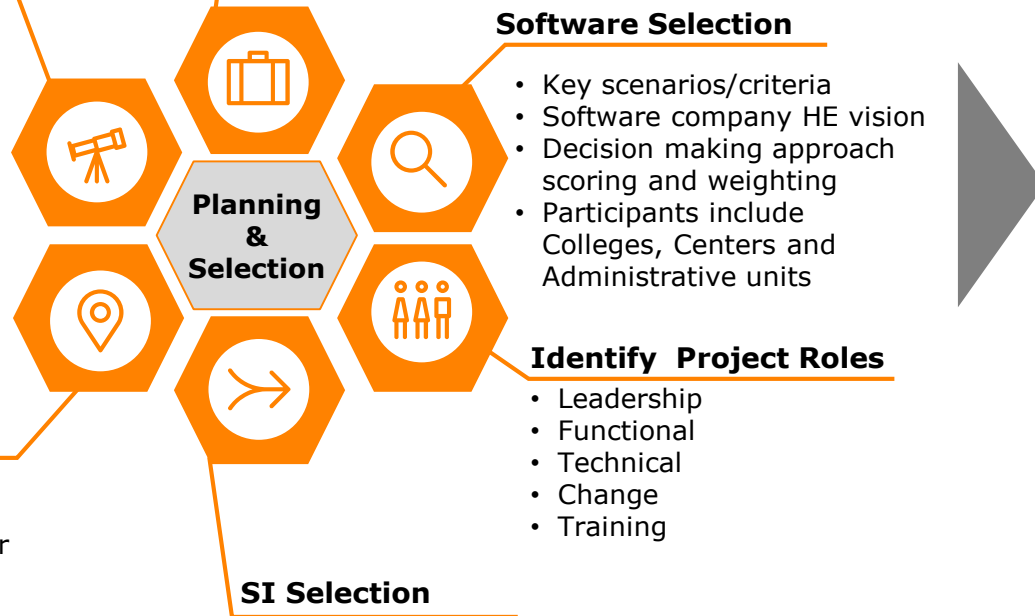 Software Selection
• Key scenarios/criteria
• Software company HE vision
• Decision making approach
scoring and weighting
• Participants include
Colleges, Centers and
Administrative units
Planning
&
Selection
Identify  Project Roles
• Leadership
• Functional
• Technical
• Change
• Training
r
SI Selection